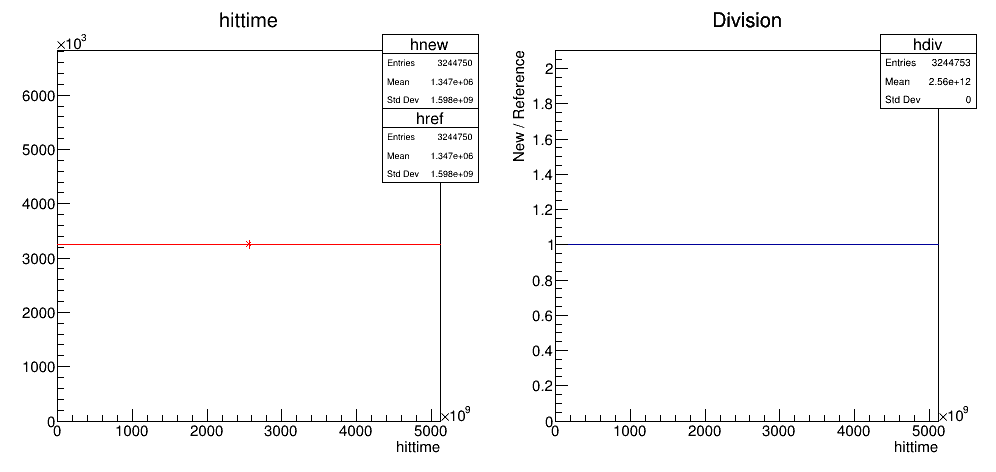 hittime
×10³
hnew
Entries 3244750
Mean 1.347e+06
Std Dev 1.598e+09
href
Entries 3244750
Mean 1.347e+06
Std Dev 1.598e+09
6000
5000
4000
3000
2000
1000
0
0 1000 2000 3000 4000 5000
×10⁹
hittime
Division
hdiv
Entries 3244753
Mean 2.56e+12
Std Dev 0
New / Reference
2
1.8
1.6
1.4
1.2
1
0.8
0.6
0.4
0.2
0
0 1000 2000 3000 4000 5000
×10⁹
hittime